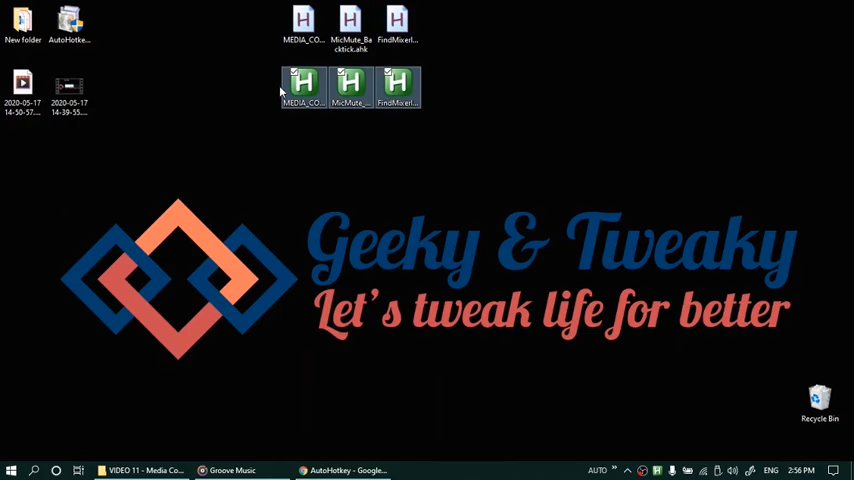 New folder
AutoHotke...
MEDIA_CO...
MicMute_Ba
cktick.ahk
FindMixerI...
2020-05-17
14-50-57....
2020-05-17
14-39-55....
MEDIA_CO...
MicMute_...
FindMixerI...
Geeky & Tweaky
Let's tweak life for better
Recycle Bin
VIDEO 11 - Media Co...
Groove Music
AutoHotkey - Google...
AUTO
ENG
2:56 PM